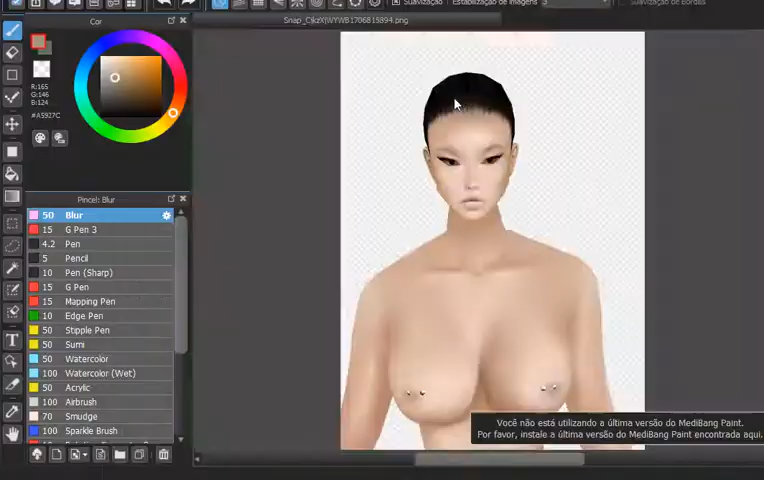 Suavização
Estabilização de Imagens
Suavização de Bordes
Cor
R:165
G:146
B:124
#A5927C
Pincel: Blur
50 Blur
15 G Pen 3
4.2 Pen
5 Pencil
10 Pen (Sharp)
15 G Pen
15 Mapping Pen
10 Edge Pen
50 Stipple Pen
50 Sumi
50 Watercolor
100 Watercolor (Wet)
50 Acrylic
100 Airbrush
70 Smudge
100 Sparkle Brush
T
Você não está utilizando a última versão do MediBang Paint.
Por favor, instale a última versão do MediBang Paint encontrada aqui.